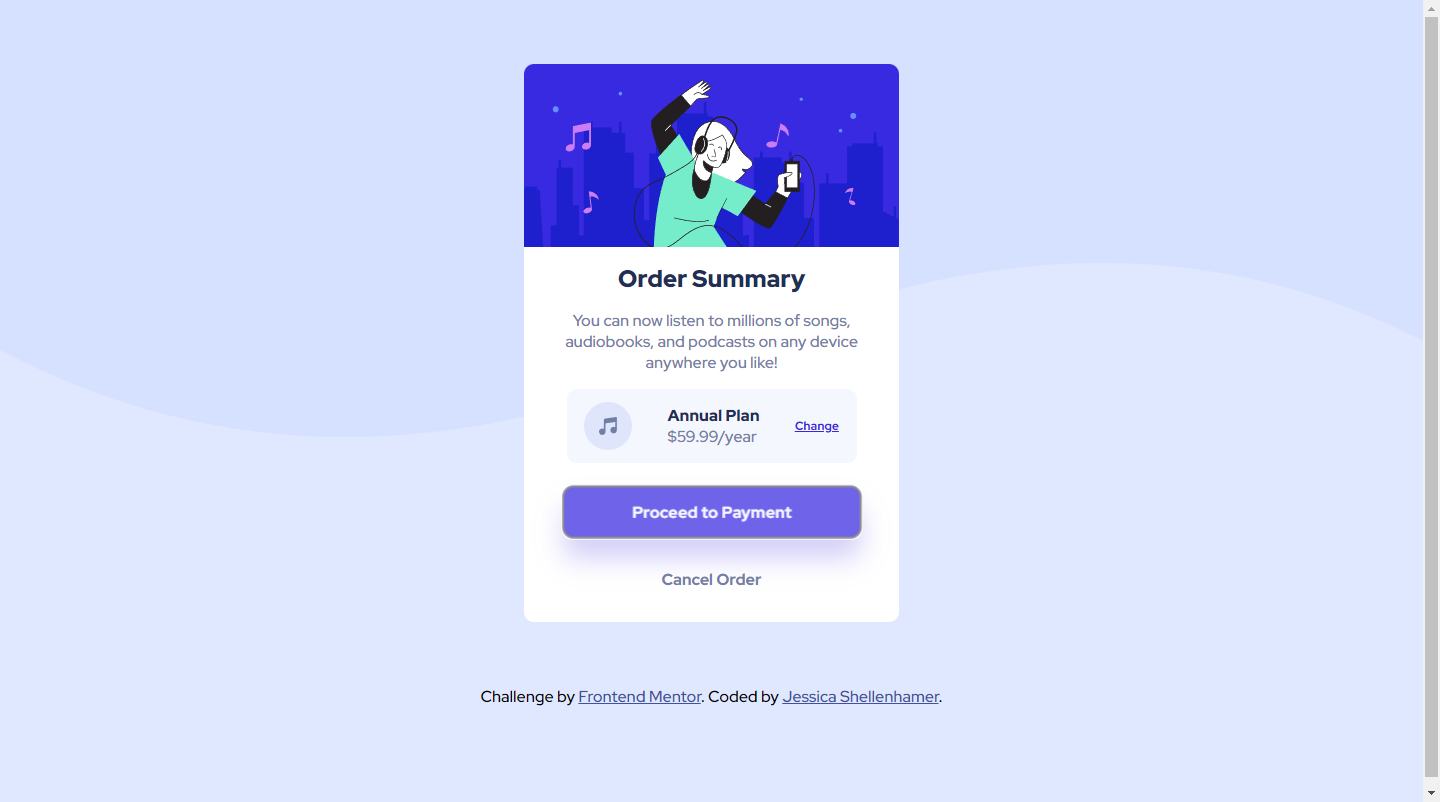 Order Summary
You can now listen to millions of songs,
audiobooks, and podcasts on any device
anywhere you like!
Annual Plan
$59.99/year
Change
Proceed to Payment
Cancel Order
Challenge by Frontend Mentor. Coded by Jessica Shellenhamer.